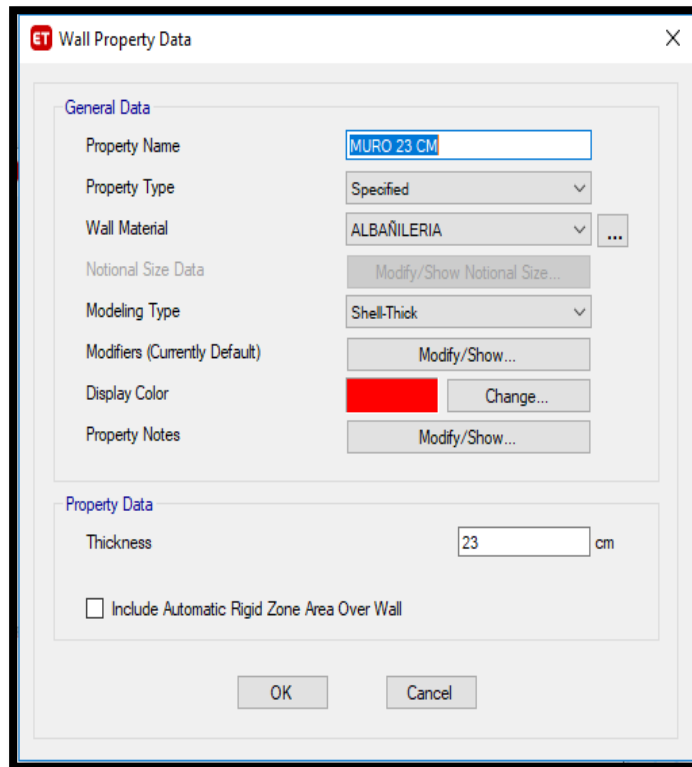 ET Wall Property Data
General Data
Property Name MURO 23 CM
Property Type Specified
Wall Material ALBAÑILERIA ...
Notional Size Data Modify/Show Notional Size...
Modeling Type Shell-Thick
Modifiers (Currently Default) Modify/Show...
Display Color Change...
Property Notes Modify/Show...
Property Data
Thickness 23 cm
Include Automatic Rigid Zone Area Over Wall
OK Cancel